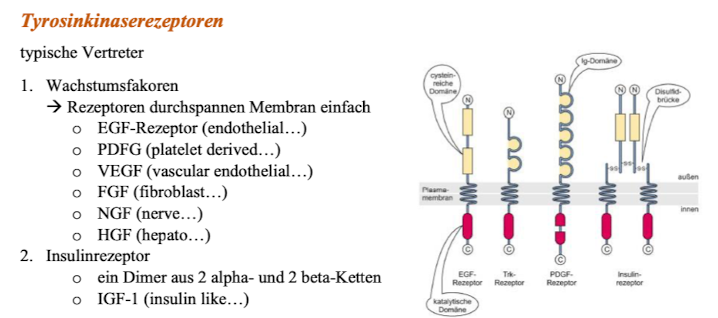 Tyrosinkinaserezeptoren
typische Vertreter
1. Wachstumsfakoren
→ Rezeptoren durchspannen Membran einfach
o EGF-Rezeptor (endothelial…)
o PDFG (platelet derived…)
o VEGF (vascular endothelial…)
o FGF (fibroblast…)
o NGF (nerve…)
o HGF (hepato…)
2. Insulinrezeptor
o ein Dimer aus 2 alpha- und 2 beta-Ketten
o IGF-1 (insulin like…)
cystein-
reiche
Domäne
Ig-Domäne
Disulfid-
brücke
N
N
N
N N
-ss-
-ss- -ss-
außen
Plasma-
membran
innen
C
C
C
C
C
EGF-
Rezeptor
Trk-
Rezeptor
PDGF-
Rezeptor
Insulin-
rezeptor
katalytische
Domäne